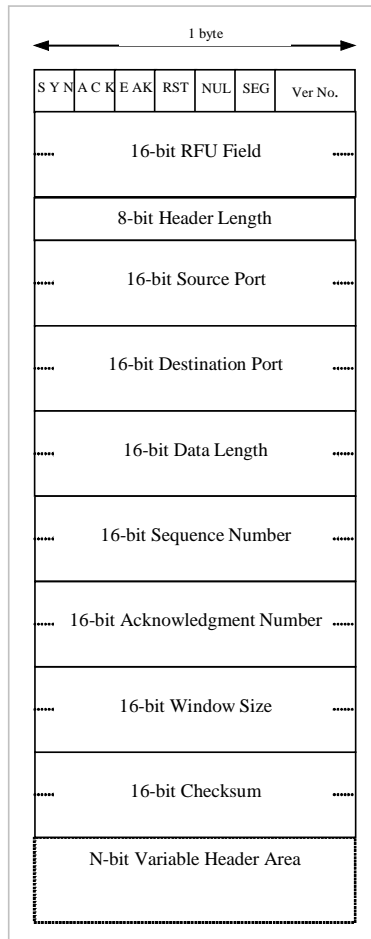 1 byte
S Y N A C K E AK RST NUL SEG Ver No.
16-bit RFU Field
8-bit Header Length
16-bit Source Port
16-bit Destination Port
16-bit Data Length
16-bit Sequence Number
16-bit Acknowledgment Number
16-bit Window Size
16-bit Checksum
N-bit Variable Header Area